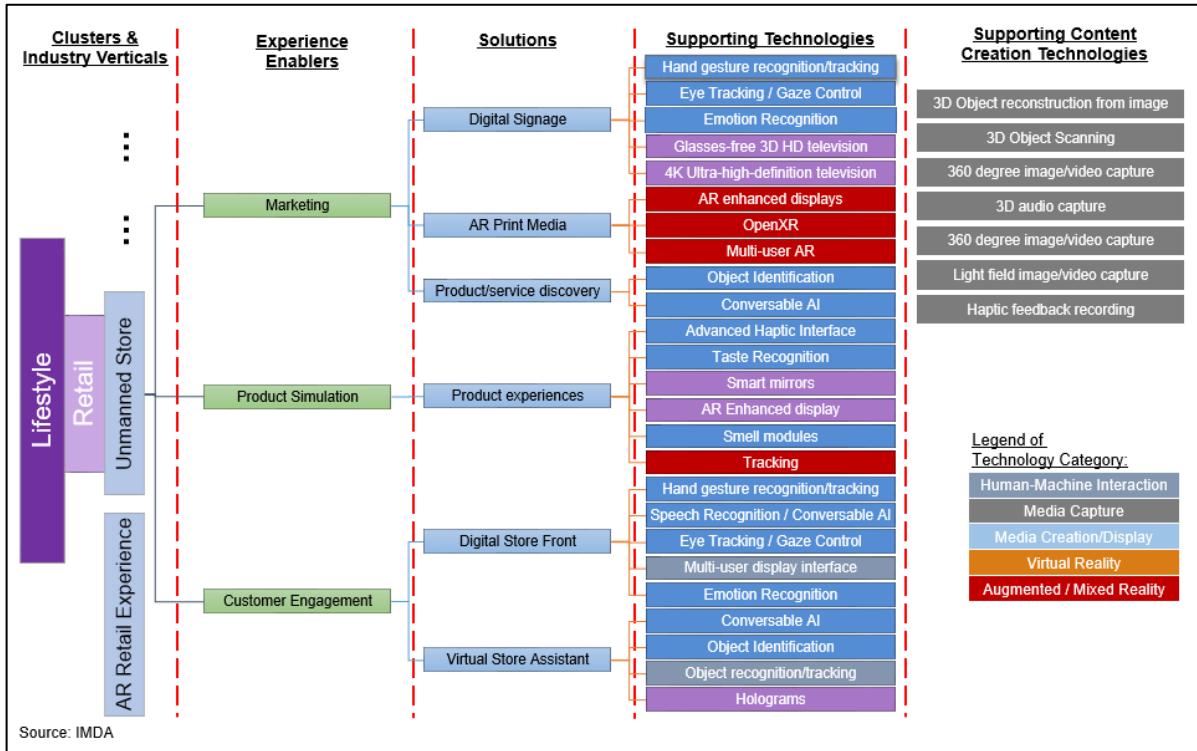 Clusters &
Industry Verticals
Experience
Enablers
Solutions
Supporting Technologies
Supporting Content
Creation Technologies
Lifestyle
Retail
Unmanned Store
AR Retail Experience
Marketing
Product Simulation
Customer Engagement
Digital Signage
AR Print Media
Product/service discovery
Product experiences
Digital Store Front
Virtual Store Assistant
Hand gesture recognition/tracking
Eye Tracking / Gaze Control
Emotion Recognition
Glasses-free 3D HD television
4K Ultra-high-definition television
AR enhanced displays
OpenXR
Multi-user AR
Object Identification
Conversable AI
Advanced Haptic Interface
Taste Recognition
Smart mirrors
AR Enhanced display
Smell modules
Tracking
Hand gesture recognition/tracking
Speech Recognition / Conversable AI
Eye Tracking / Gaze Control
Multi-user display interface
Emotion Recognition
Conversable AI
Object Identification
Object recognition/tracking
Holograms
3D Object reconstruction from image
3D Object Scanning
360 degree image/video capture
3D audio capture
360 degree image/video capture
Light field image/video capture
Haptic feedback recording
Legend of
Technology Category:
Human-Machine Interaction
Media Capture
Media Creation/Display
Virtual Reality
Augmented / Mixed Reality
Source: IMDA